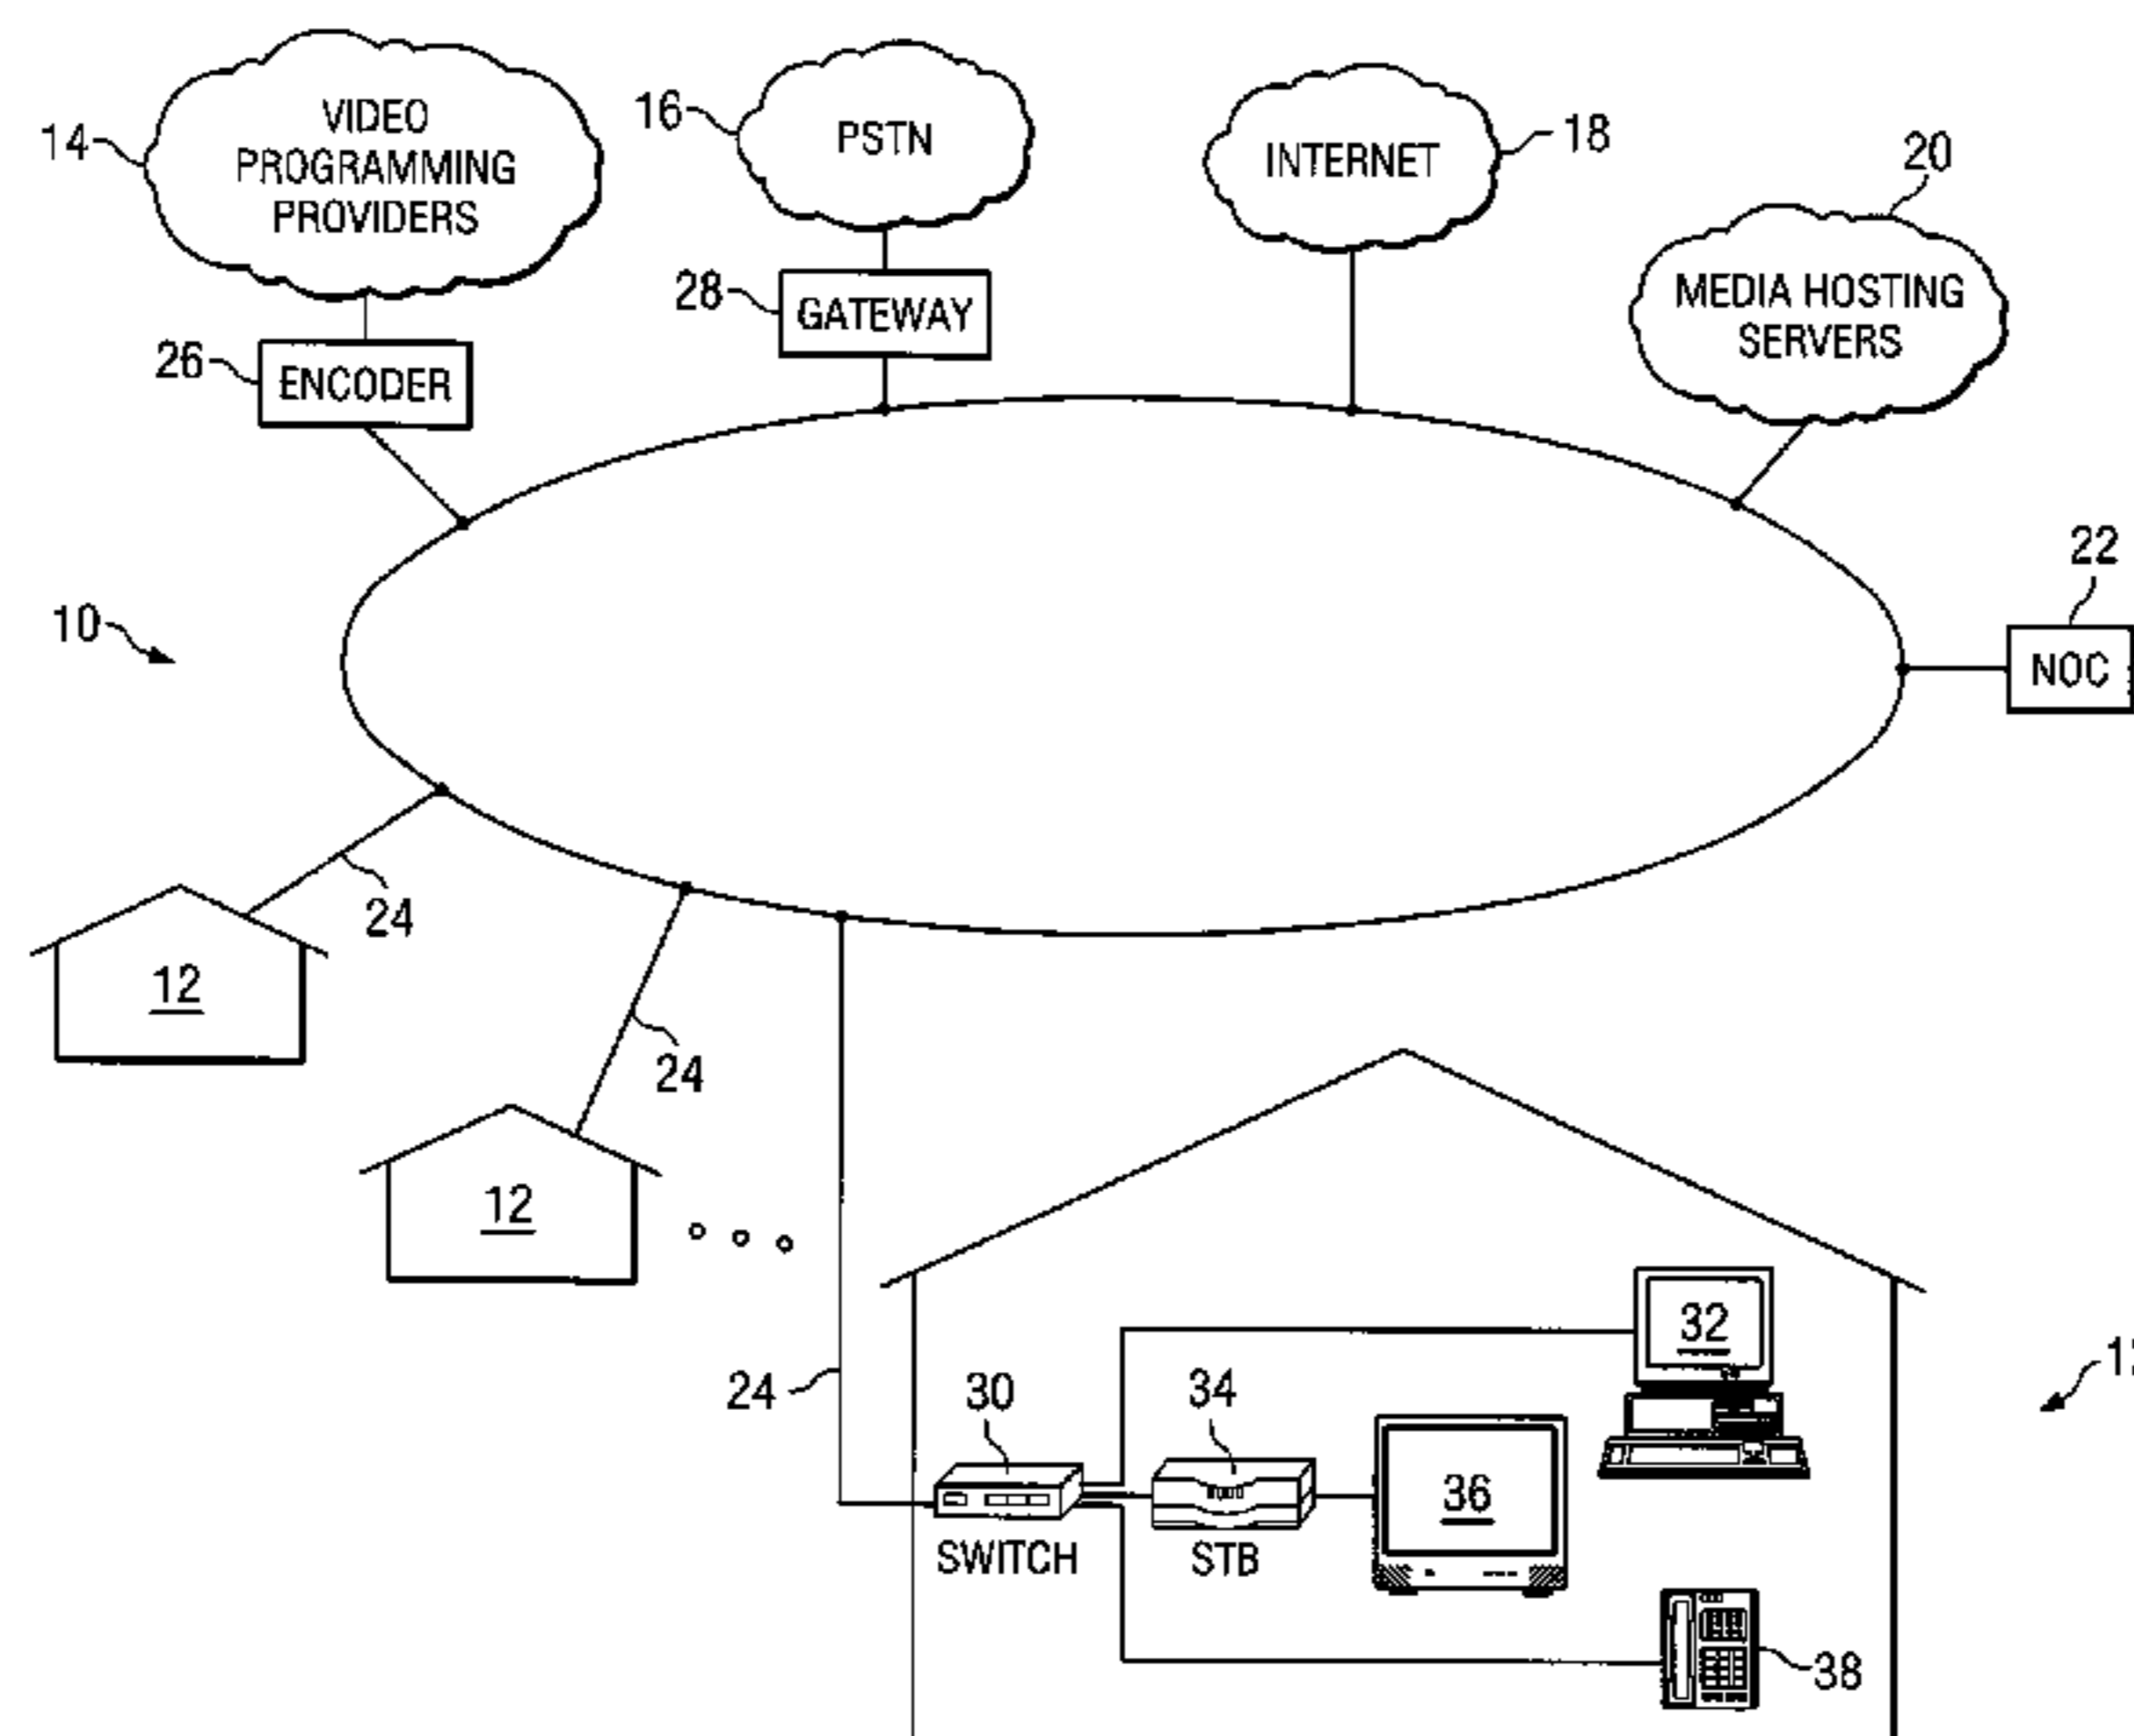 14
VIDEO
PROGRAMMING
PROVIDERS
16
PSTN
INTERNET
18
20
MEDIA HOSTING
SERVERS
28
GATEWAY
26
ENCODER
22
NOC
10
24
12
24
12
24
30
SWITCH
34
STB
36
32
38